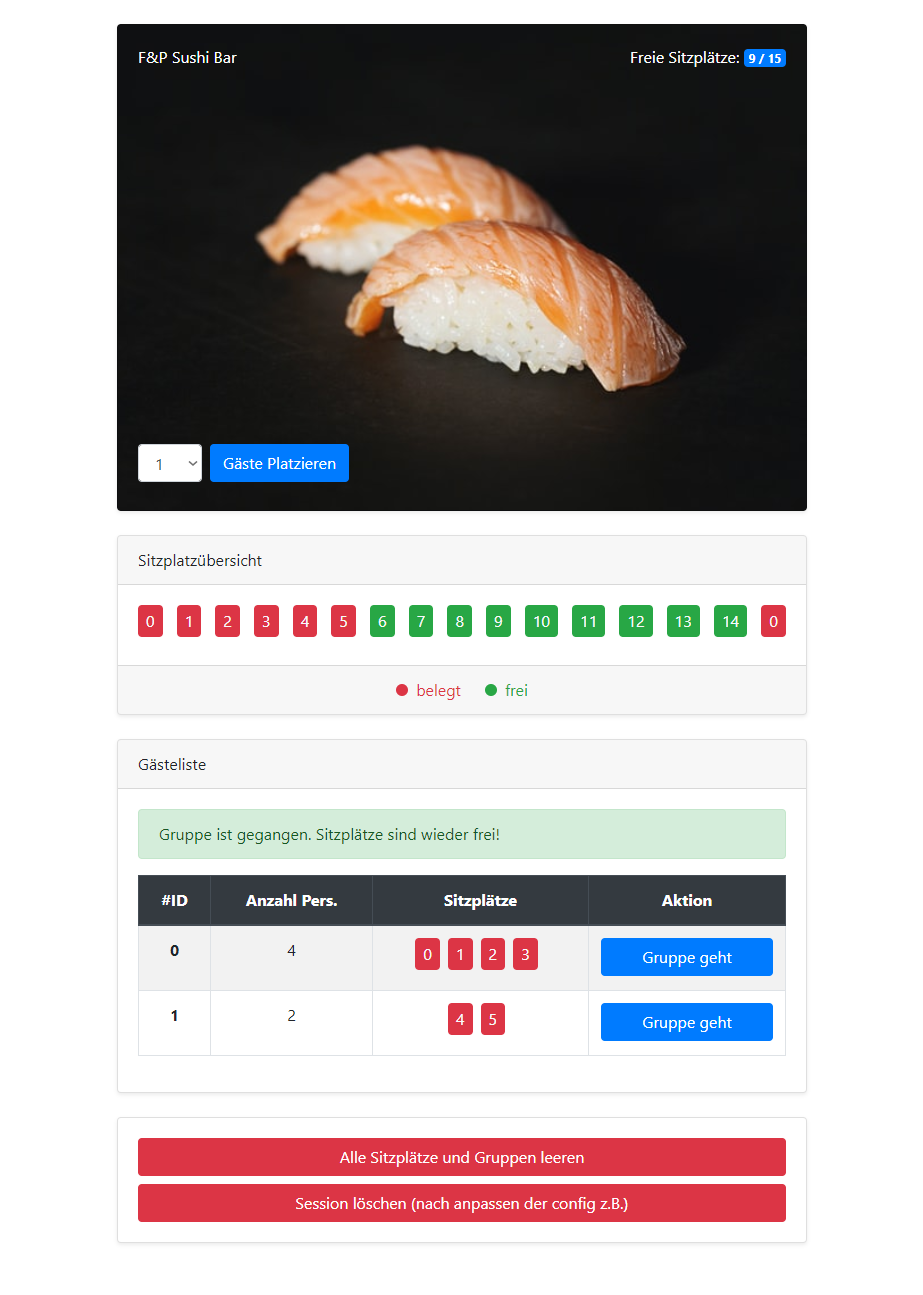 F&P Sushi Bar Freie Sitzplätze: 9 / 15
1 Gäste Platzieren
Sitzplatzübersicht
0 1 2 3 4 5 6 7 8 9 10 11 12 13 14 0
belegt frei
Gästeliste
Gruppe ist gegangen. Sitzplätze sind wieder frei!
#ID Anzahl Pers. Sitzplätze Aktion
0 4 0 1 2 3 Gruppe geht
1 2 4 5 Gruppe geht
Alle Sitzplätze und Gruppen leeren
Session löschen (nach anpassen der config z.B.)